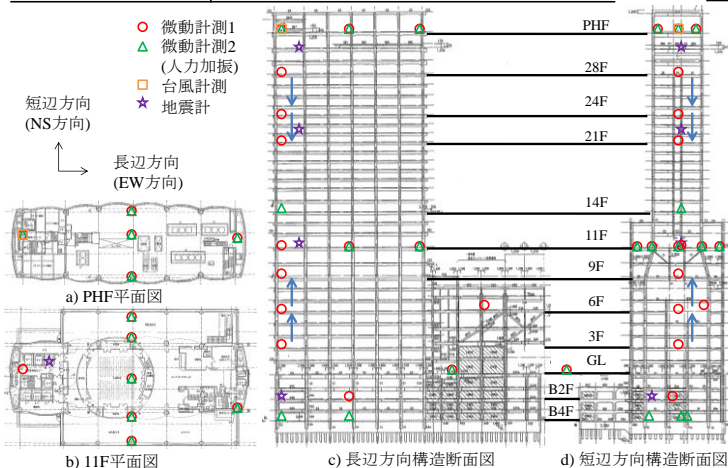 微動計測1
微動計測2
(人力加振)
台風計測
地震計
短辺方向
(NS方向)
長辺方向
(EW方向)
a) PHF平面図
b) 11F平面図
PHF
28F
24F
21F
14F
11F
9F
6F
3F
GL
B2F
B4F
c) 長辺方向構造断面図
d) 短辺方向構造断面図